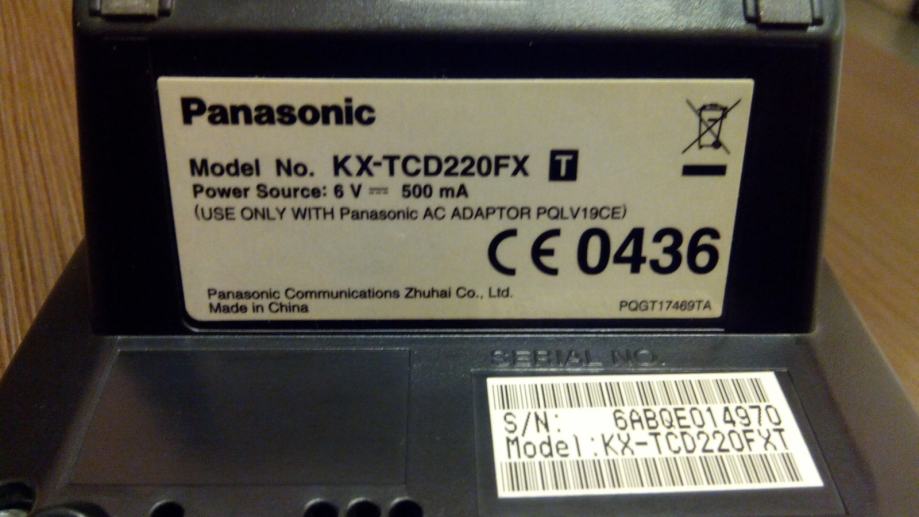 Panasonic
Model No. KX-TCD220FX T
Power Source: 6 V ⎓ 500 mA
(USE ONLY WITH Panasonic AC ADAPTOR PQLV19CE)
CE 0436
Panasonic Communications Zhuhai Co., Ltd.
Made in China
PQGT17469TA
SERIAL NO.
S/N: 6ABQE014970
Model:KX-TCD220FXT